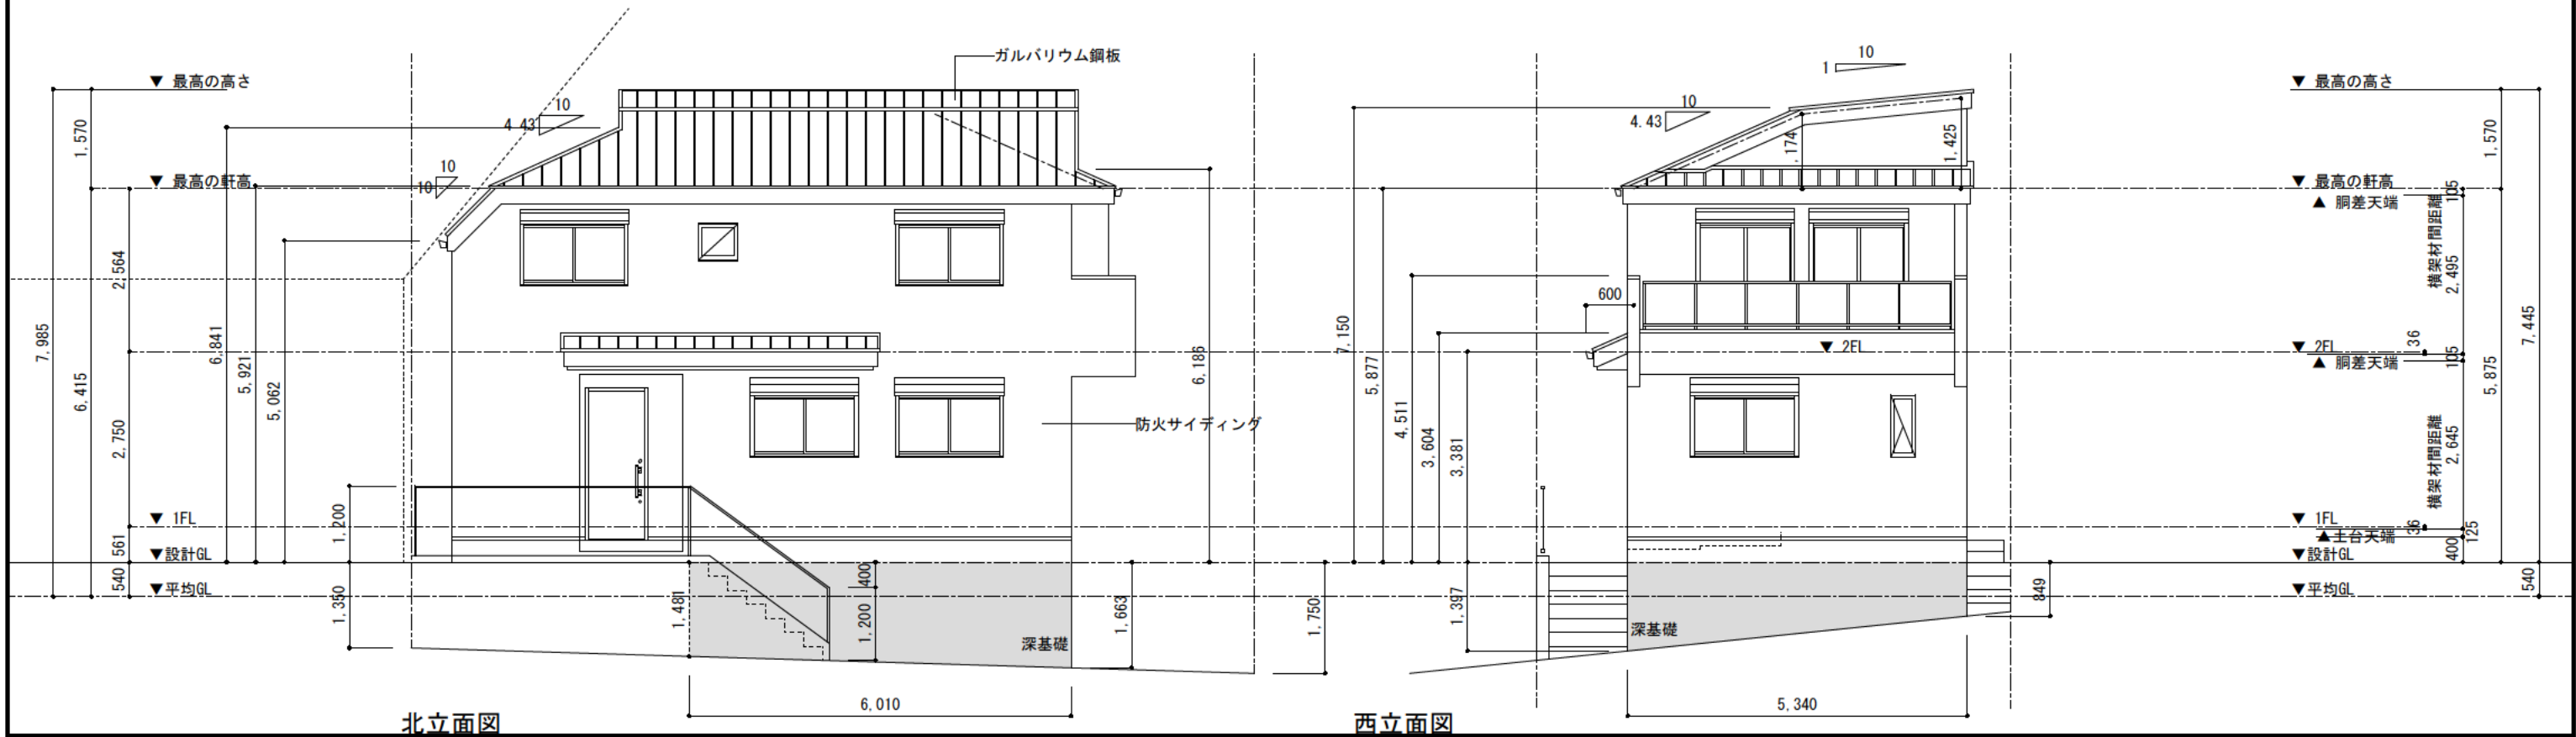 ガルバリウム鋼板
▼ 最高の高さ
10
4.43
1,570
▼ 最高の軒高
10
10
2,564
7,985
6,841
5,921
5,062
6,415
6,186
2,750
防火サイディング
1,200
▼ 1FL
561
▼設計GL
540
▼平均GL
1,350
1,481
400
1,200
1,663
1,750
深基礎
6,010
北立面図
10
1
▼ 最高の高さ
10
4.43
,174
1,425
1,570
▼ 最高の軒高
105
▲ 胴差天端
横架材間距離
2,495
600
7,150
5,877
4,511
3,604
3,381
▼ 2FL
▼ 2FL
36
105
▲ 胴差天端
7,445
5,875
横架材間距離
2,645
▼ 1FL
36
125
▲土台天端
400
▼設計GL
540
▼平均GL
1,397
849
深基礎
5,340
西立面図